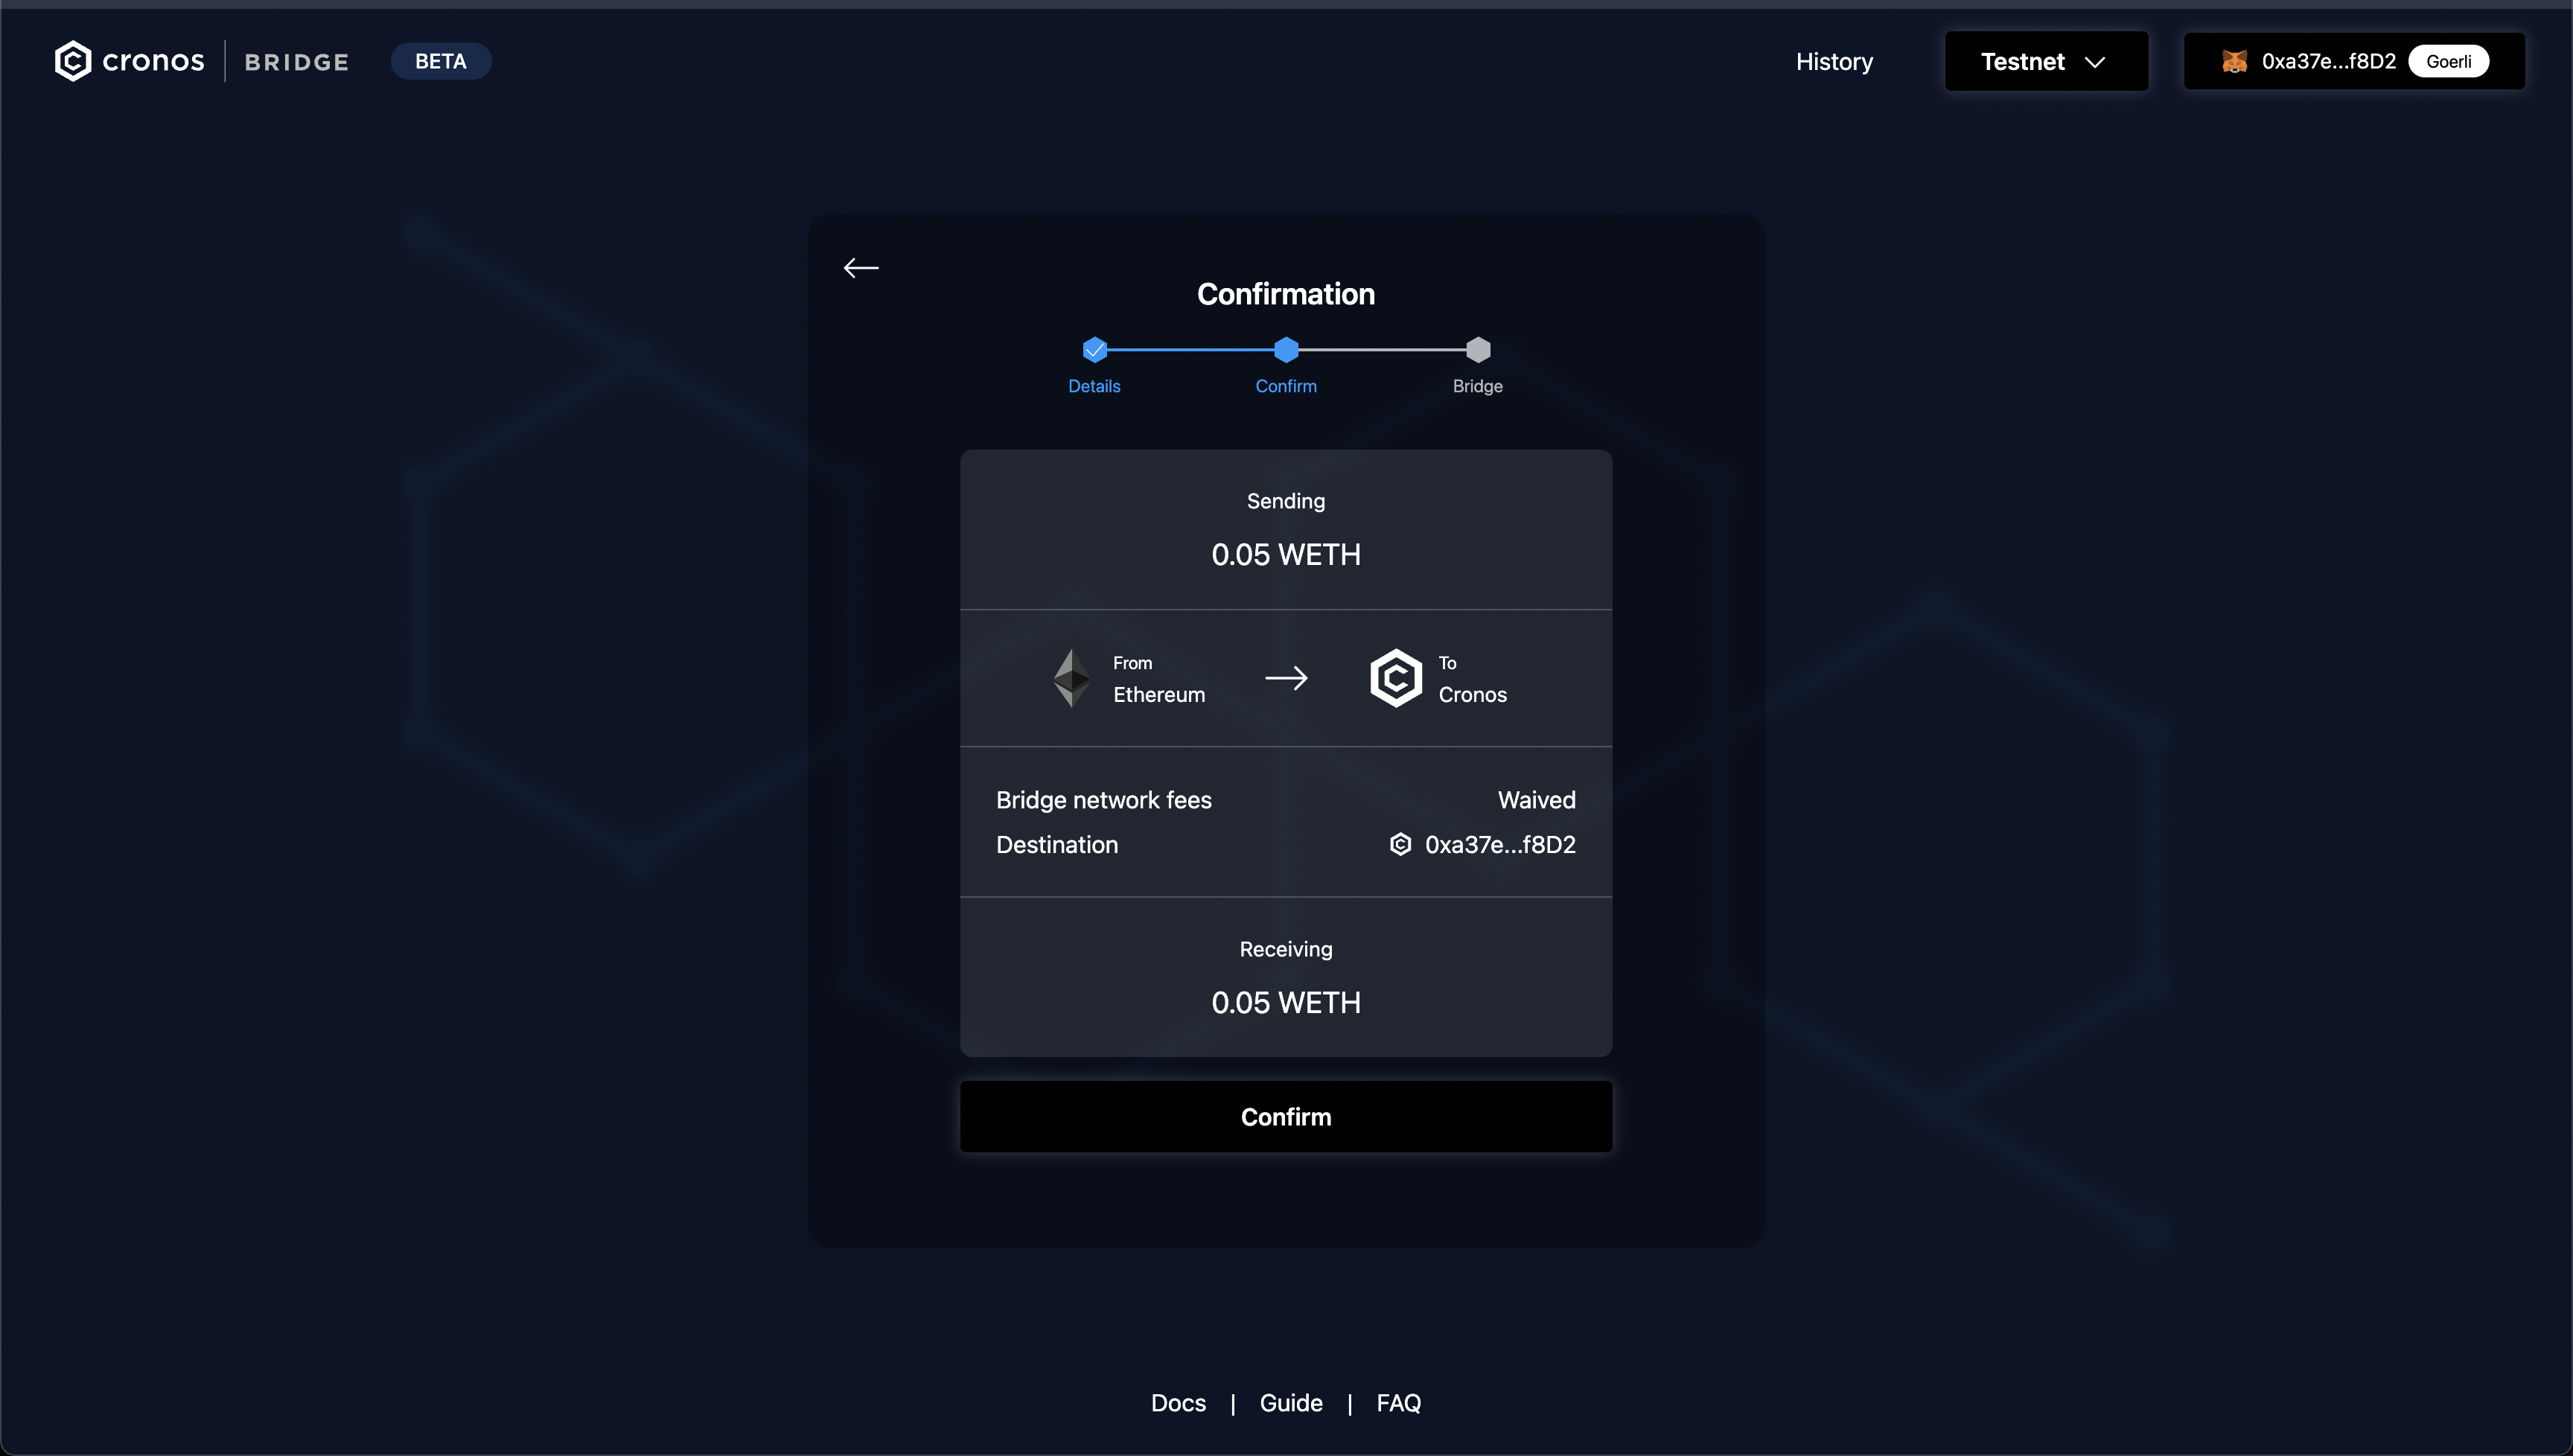 cronos | BRIDGE BETA History Testnet 0xa37e...f8D2 Goerli
Confirmation
Details Confirm Bridge
Sending
0.05 WETH
From To
Ethereum Cronos
Bridge network fees Waived
Destination 0xa37e...f8D2
Receiving
0.05 WETH
Confirm
Docs | Guide | FAQ